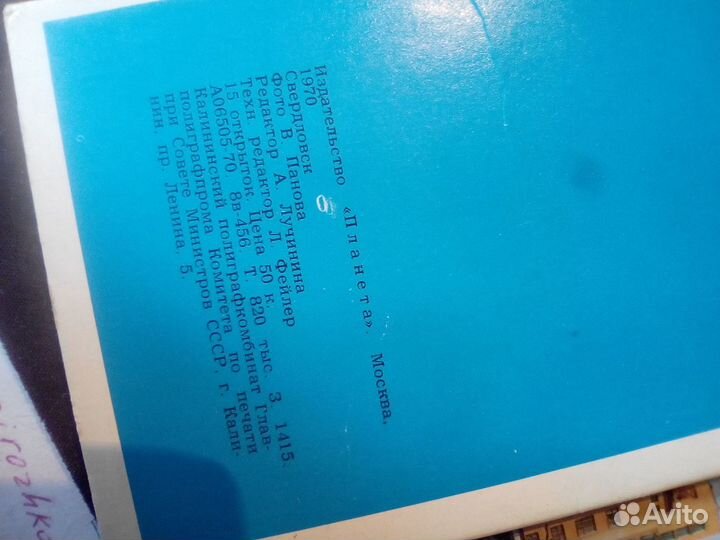 Издательство «Планета». Москва,
1970
Свердловск
Фото В. Панова
Редактор А. Лучинина
Техн. редактор Л. Фейлер
15 открыток. Цена 50 к.
А06505-70. 8в-456. Т. 820 тыс. З. 1415.
Калининский полиграфкомбинат Глав-
полиграфпрома Комитета по печати
при Совете Министров СССР, г. Кали-
нин, пр. Ленина, 5.
irozhko
Avito